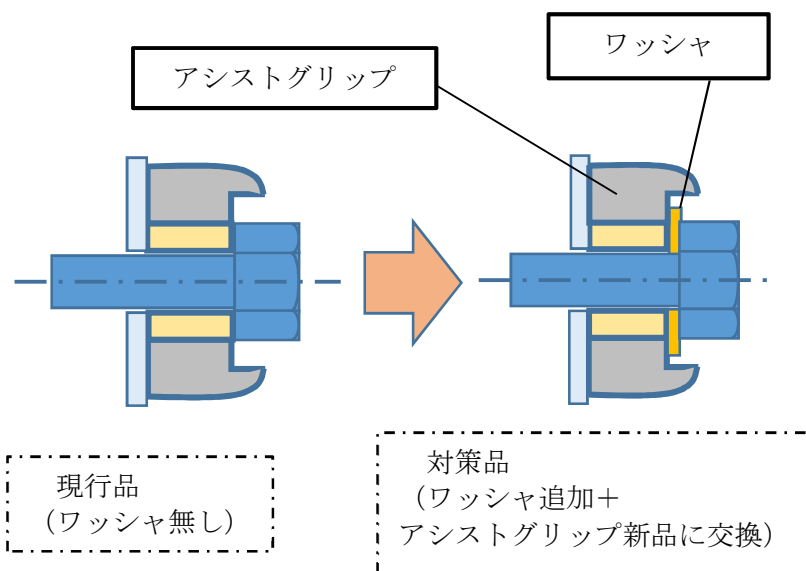 ワッシャ
アシストグリップ
現行品
（ワッシャ無し）
対策品
（ワッシャ追加＋
アシストグリップ新品に交換）